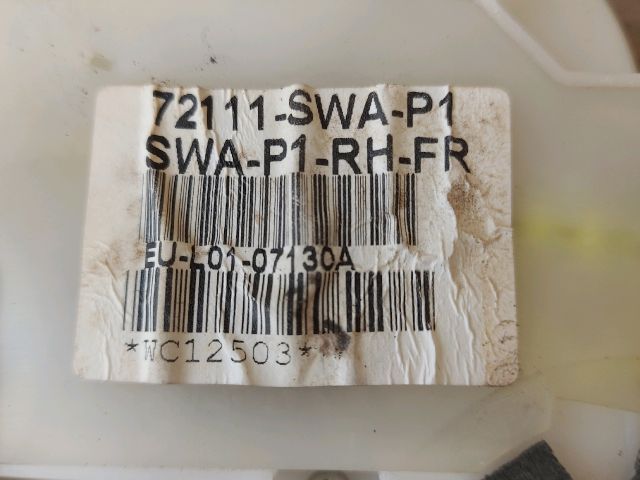 72111-SWA-P1
SWA-P1-RH-FR
EU-L01-07130A
*WC12503*